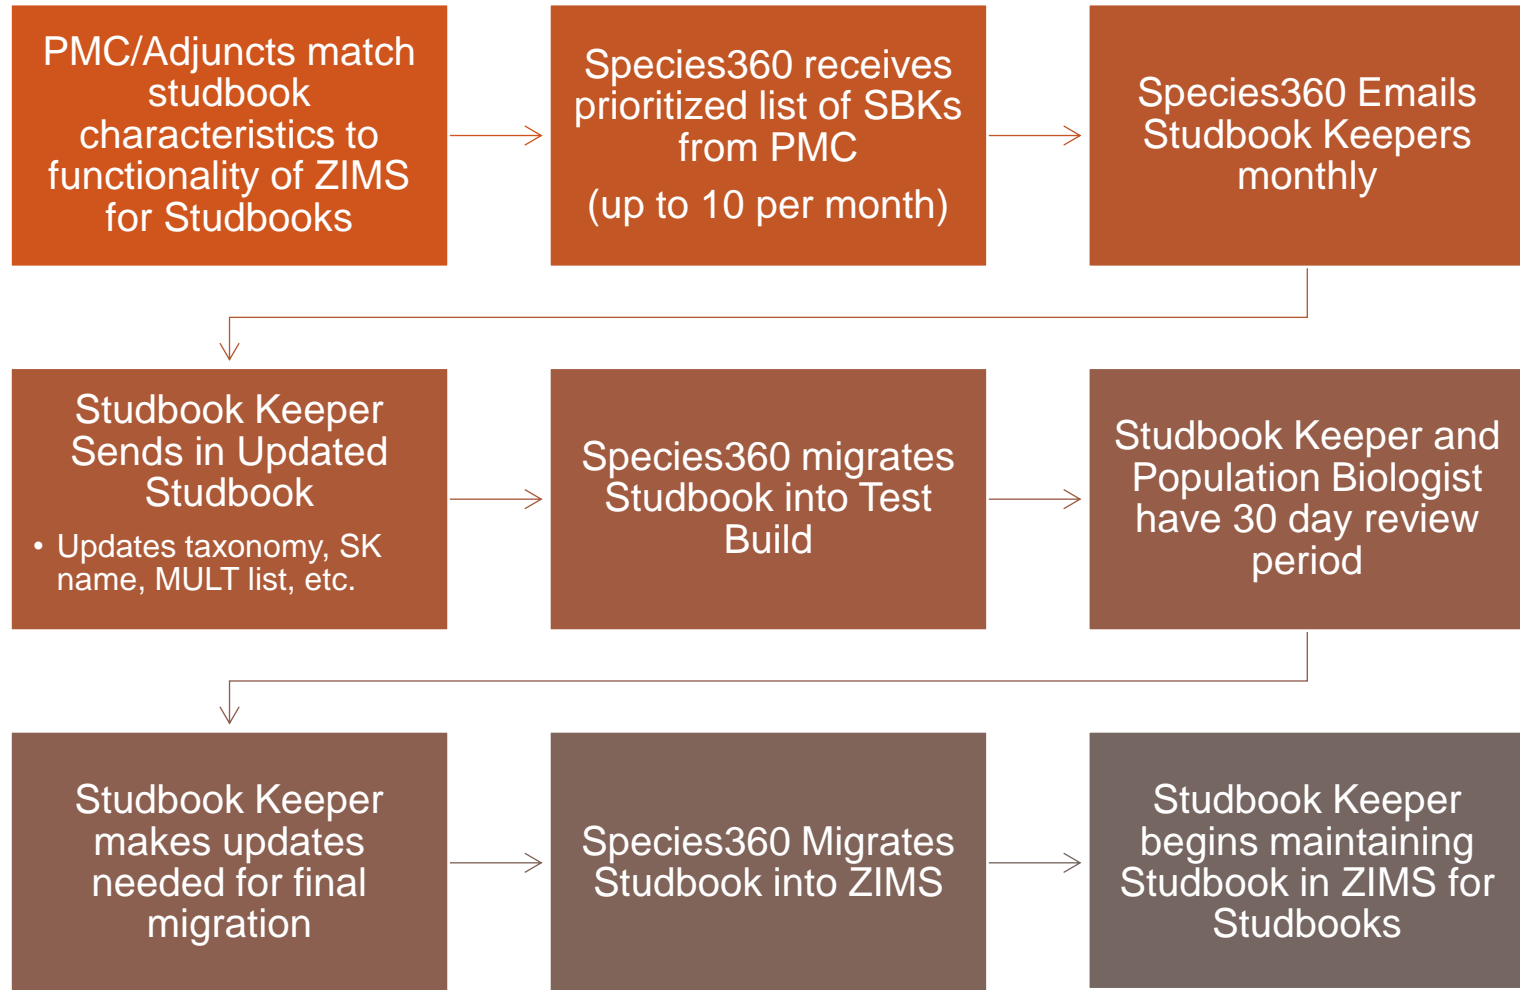 PMC/Adjuncts match
studbook
characteristics to
functionality of ZIMS
for Studbooks
Species360 receives
prioritized list of SBKs
from PMC
(up to 10 per month)
Species360 Emails
Studbook Keepers
monthly
Studbook Keeper
Sends in Updated
Studbook
• Updates taxonomy, SK
name, MULT list, etc.
Species360 migrates
Studbook into Test
Build
Studbook Keeper and
Population Biologist
have 30 day review
period
Studbook Keeper
makes updates
needed for final
migration
Species360 Migrates
Studbook into ZIMS
Studbook Keeper
begins maintaining
Studbook in ZIMS for
Studbooks